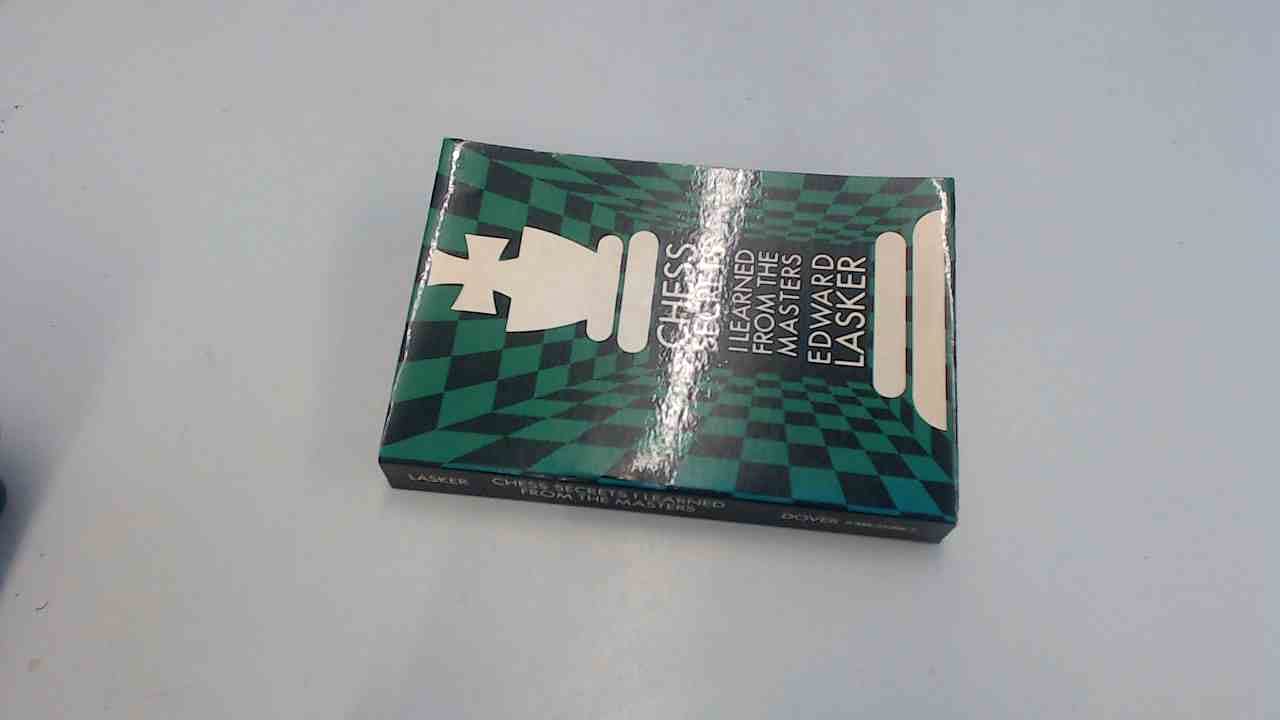 CHESS
SECRETS
I LEARNED
FROM THE
MASTERS
EDWARD
LASKER
LASKER
CHESS SECRETS I LEARNED
FROM THE MASTERS
DOVER